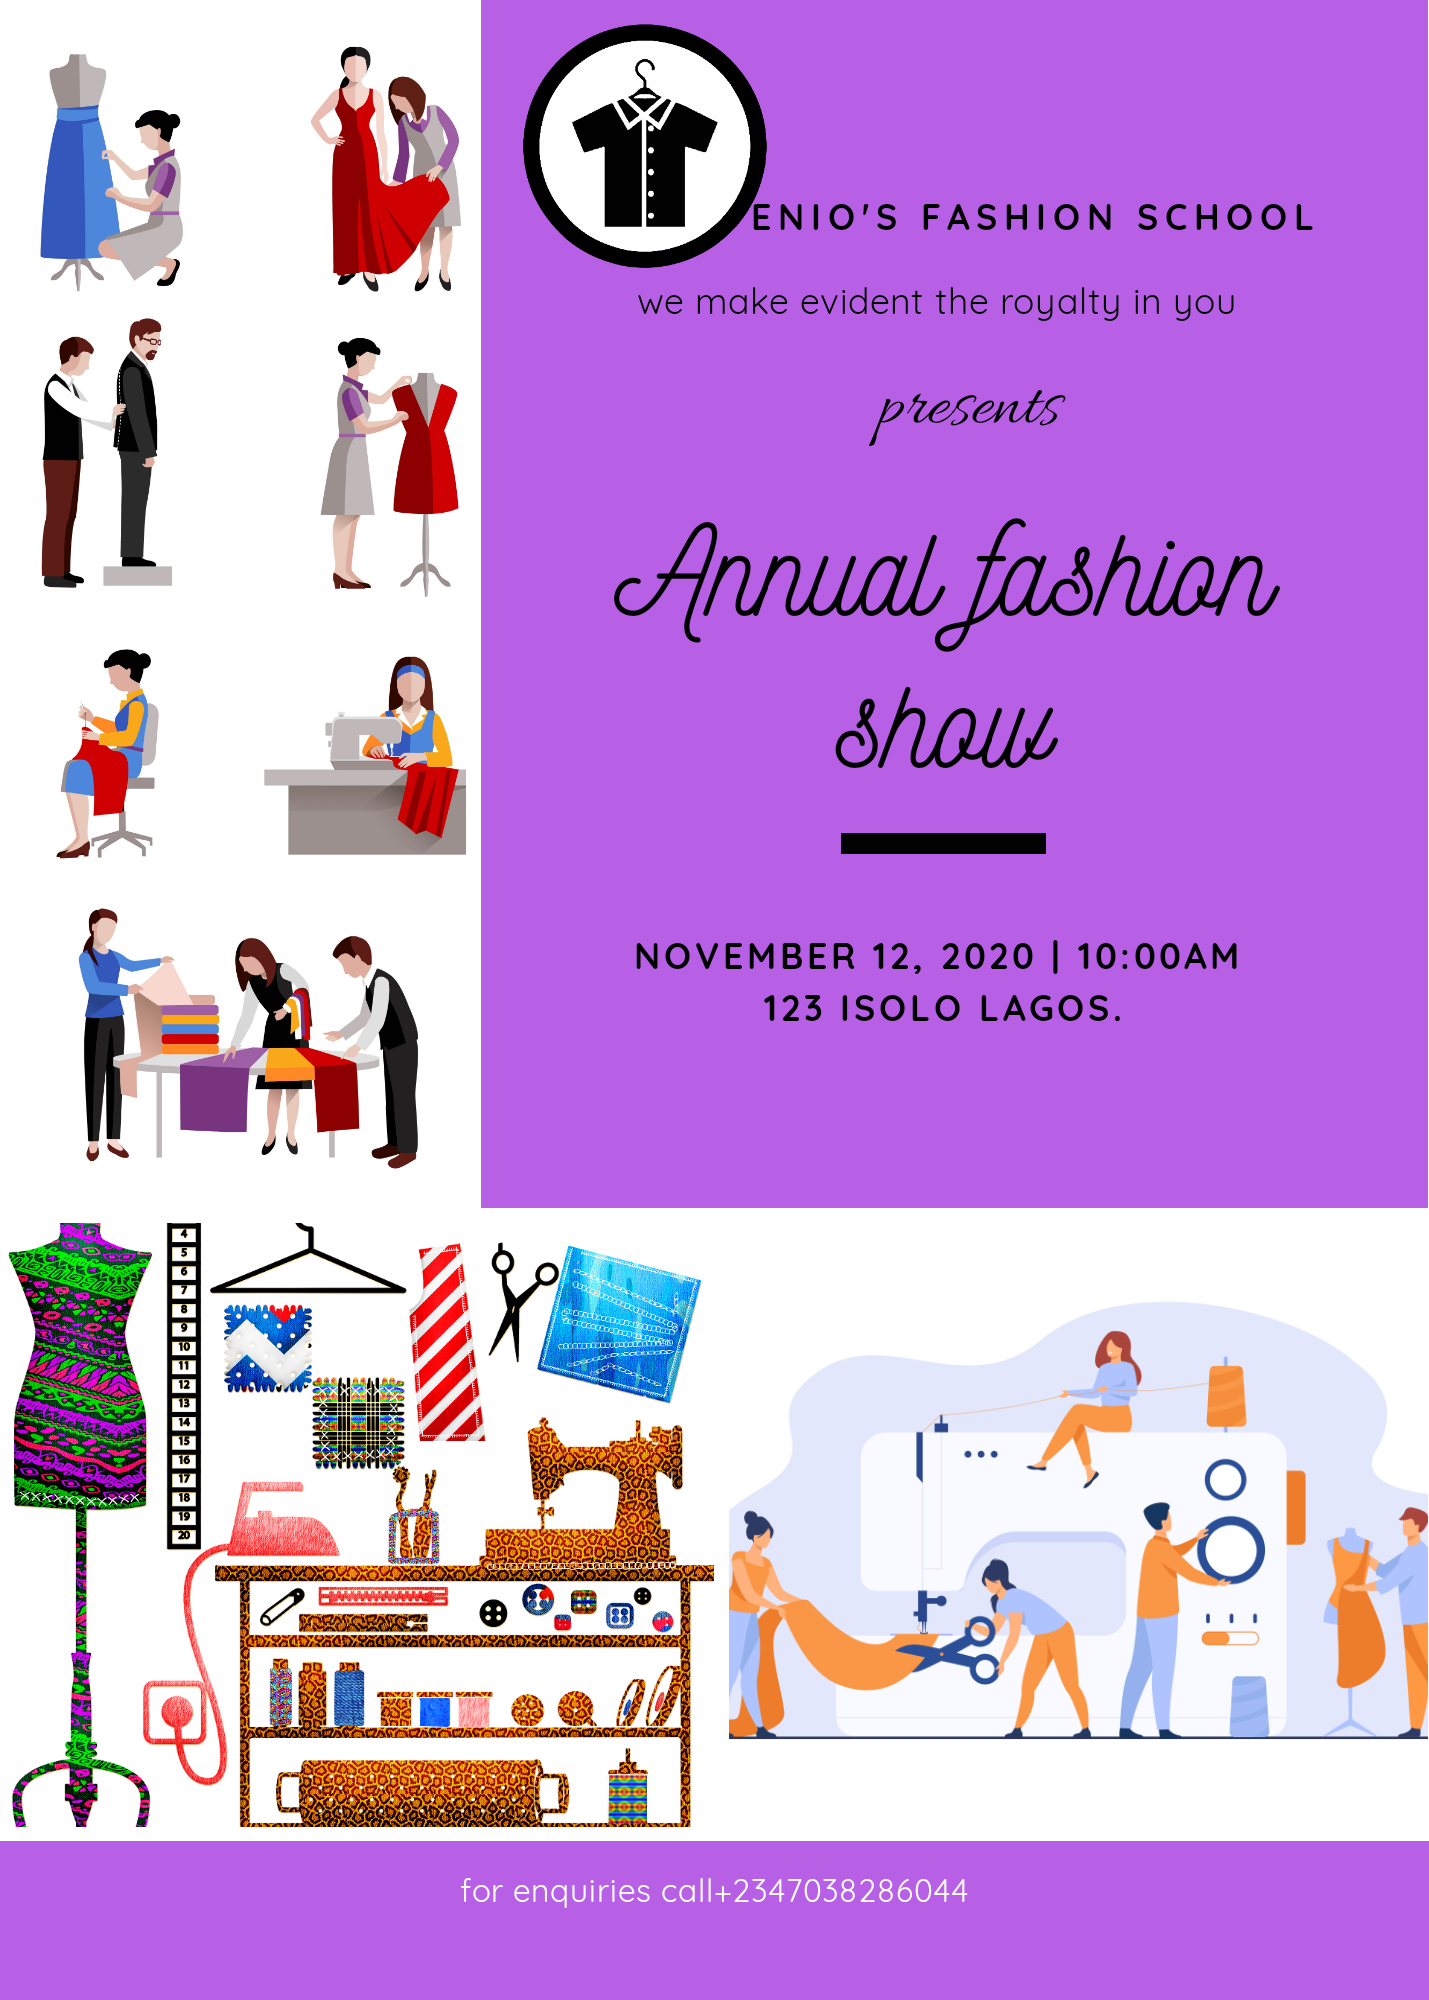 ENIO'S FASHION SCHOOL
we make evident the royalty in you
presents
Annual fashion
show
NOVEMBER 12, 2020 | 10:00AM
123 ISOLO LAGOS.
4
5
6
7
8
9
10
11
12
13
14
15
16
17
18
19
20
for enquiries call+2347038286044